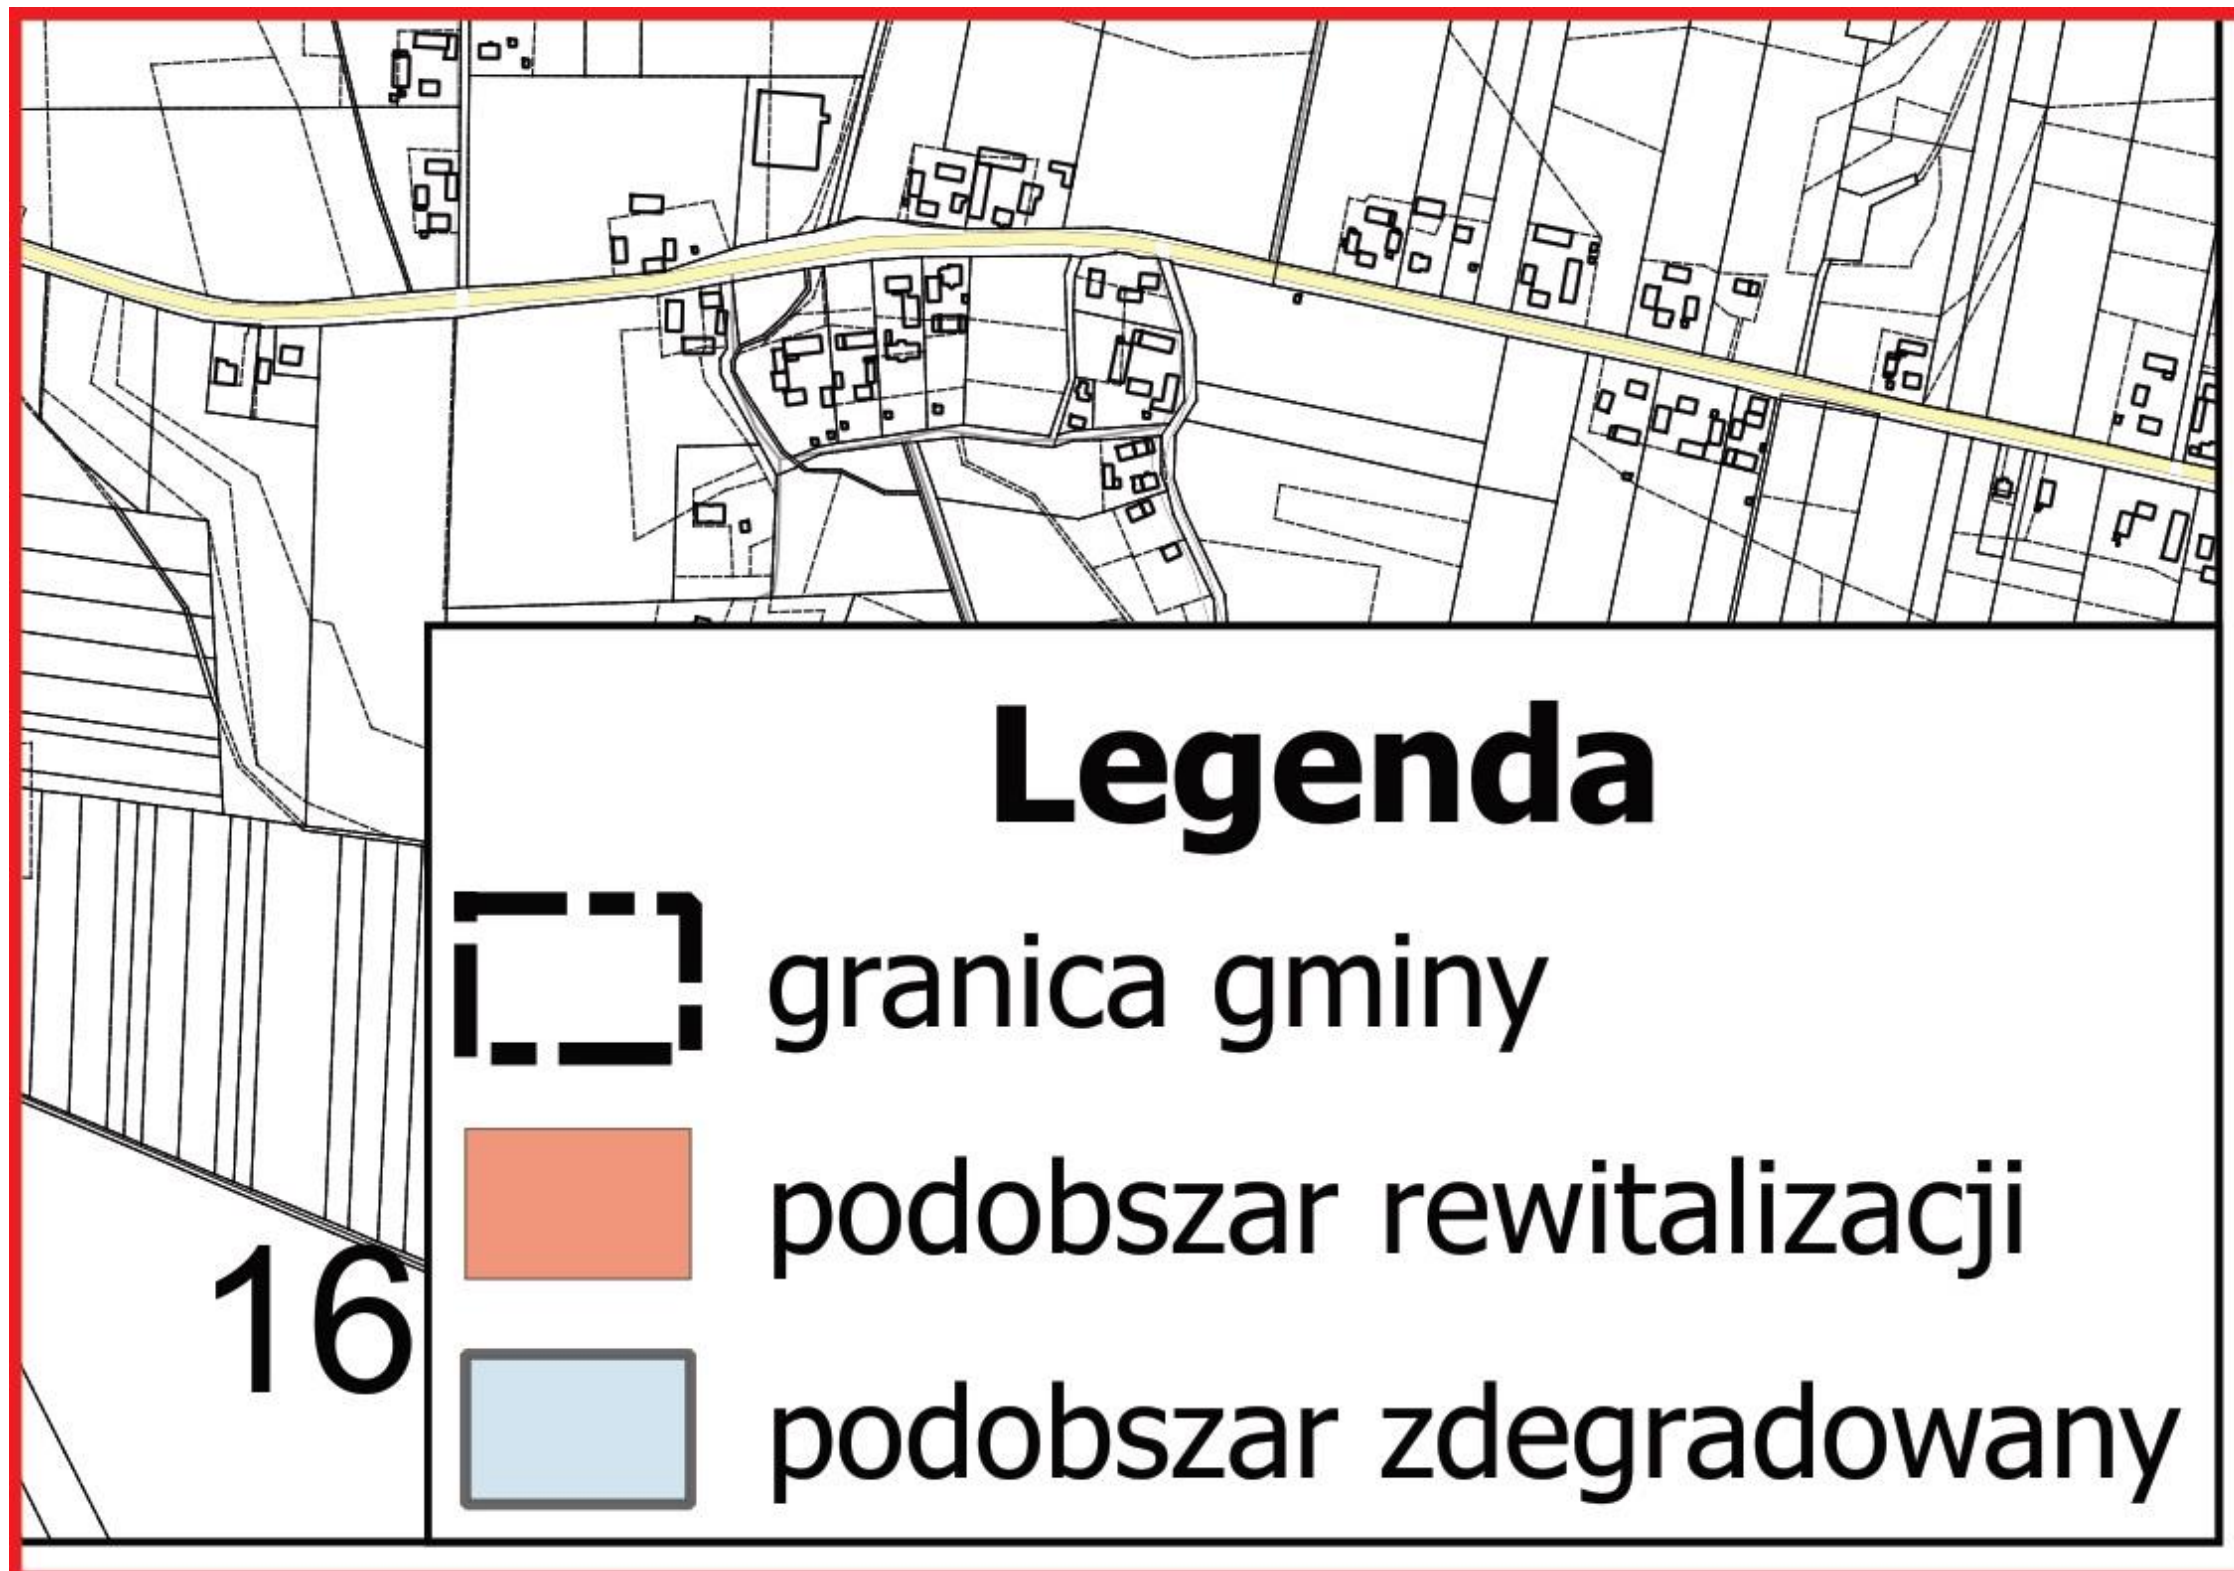 Legenda
granica gminy
podobszar rewitalizacji
16
podobszar zdegradowany